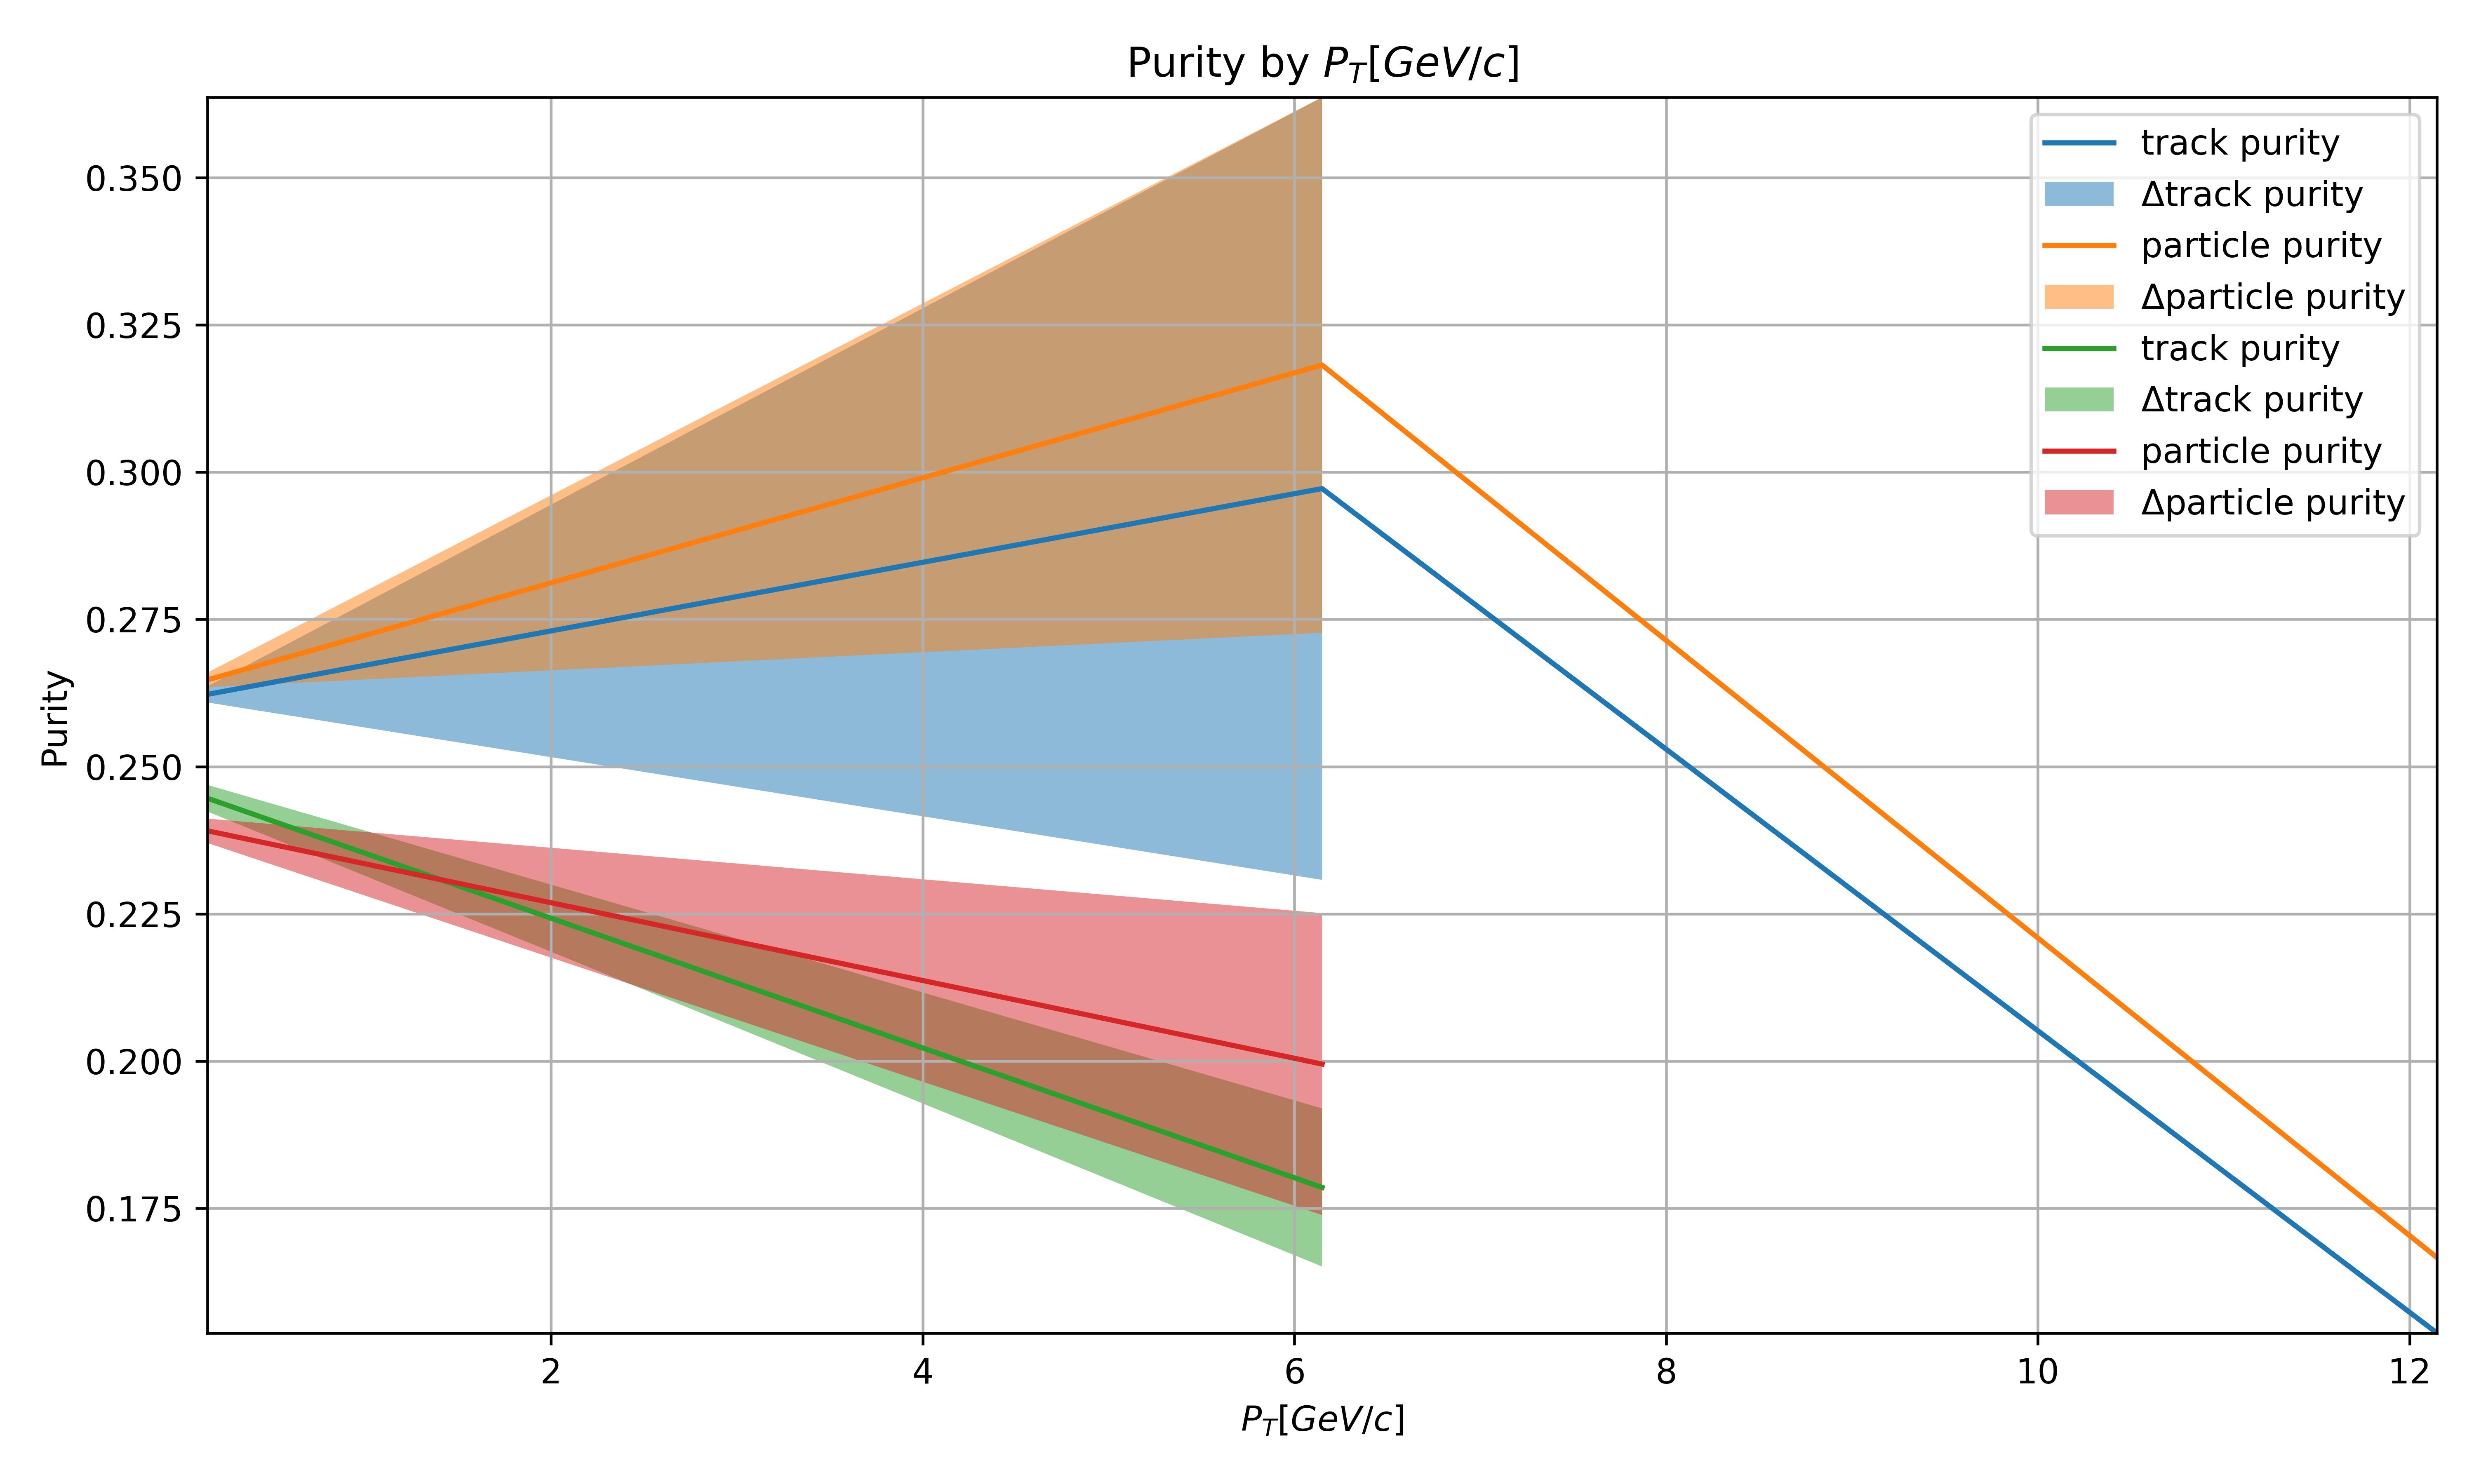 Purity by P_T[GeV/c]
0.350
0.325
0.300
0.275
0.250
0.225
0.200
0.175
Purity
2 4 6 8 10 12
P_T[GeV/c]
track purity
Δtrack purity
particle purity
Δparticle purity
track purity
Δtrack purity
particle purity
Δparticle purity